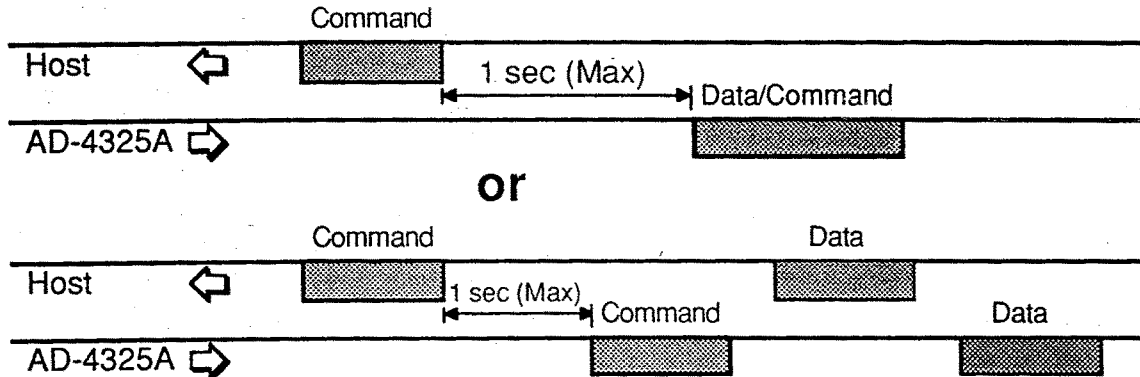 Command
Host
1 sec (Max)
Data/Command
AD-4325A
or
Command Data
Host
1 sec (Max)
Command Data
AD-4325A